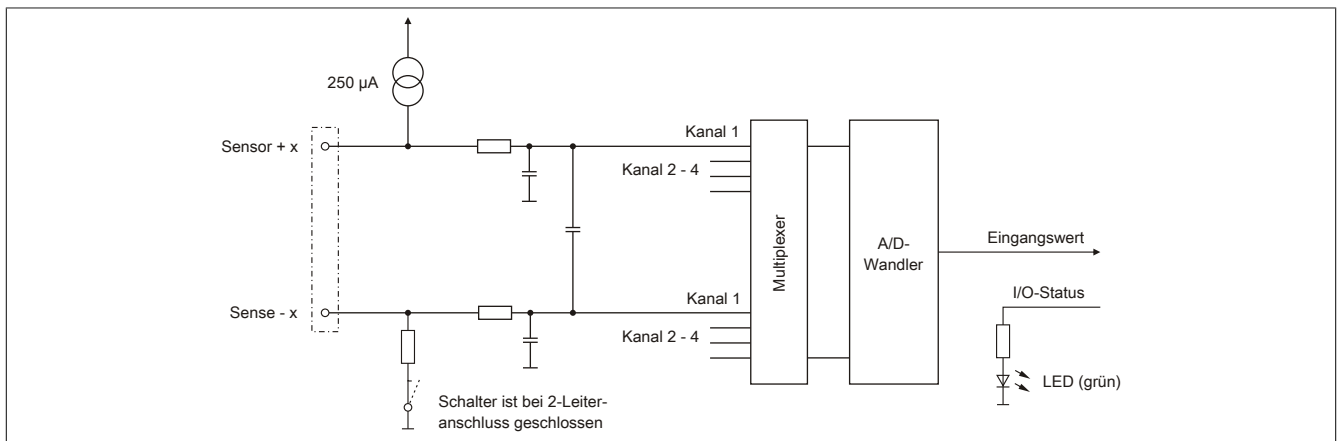 250 µA
Sensor + x
Kanal 1
Kanal 2 - 4
Multiplexer
A/D-
Wandler
Eingangswert
I/O-Status
Kanal 1
Sense - x
Kanal 2 - 4
LED (grün)
Schalter ist bei 2-Leiter-
anschluss geschlossen